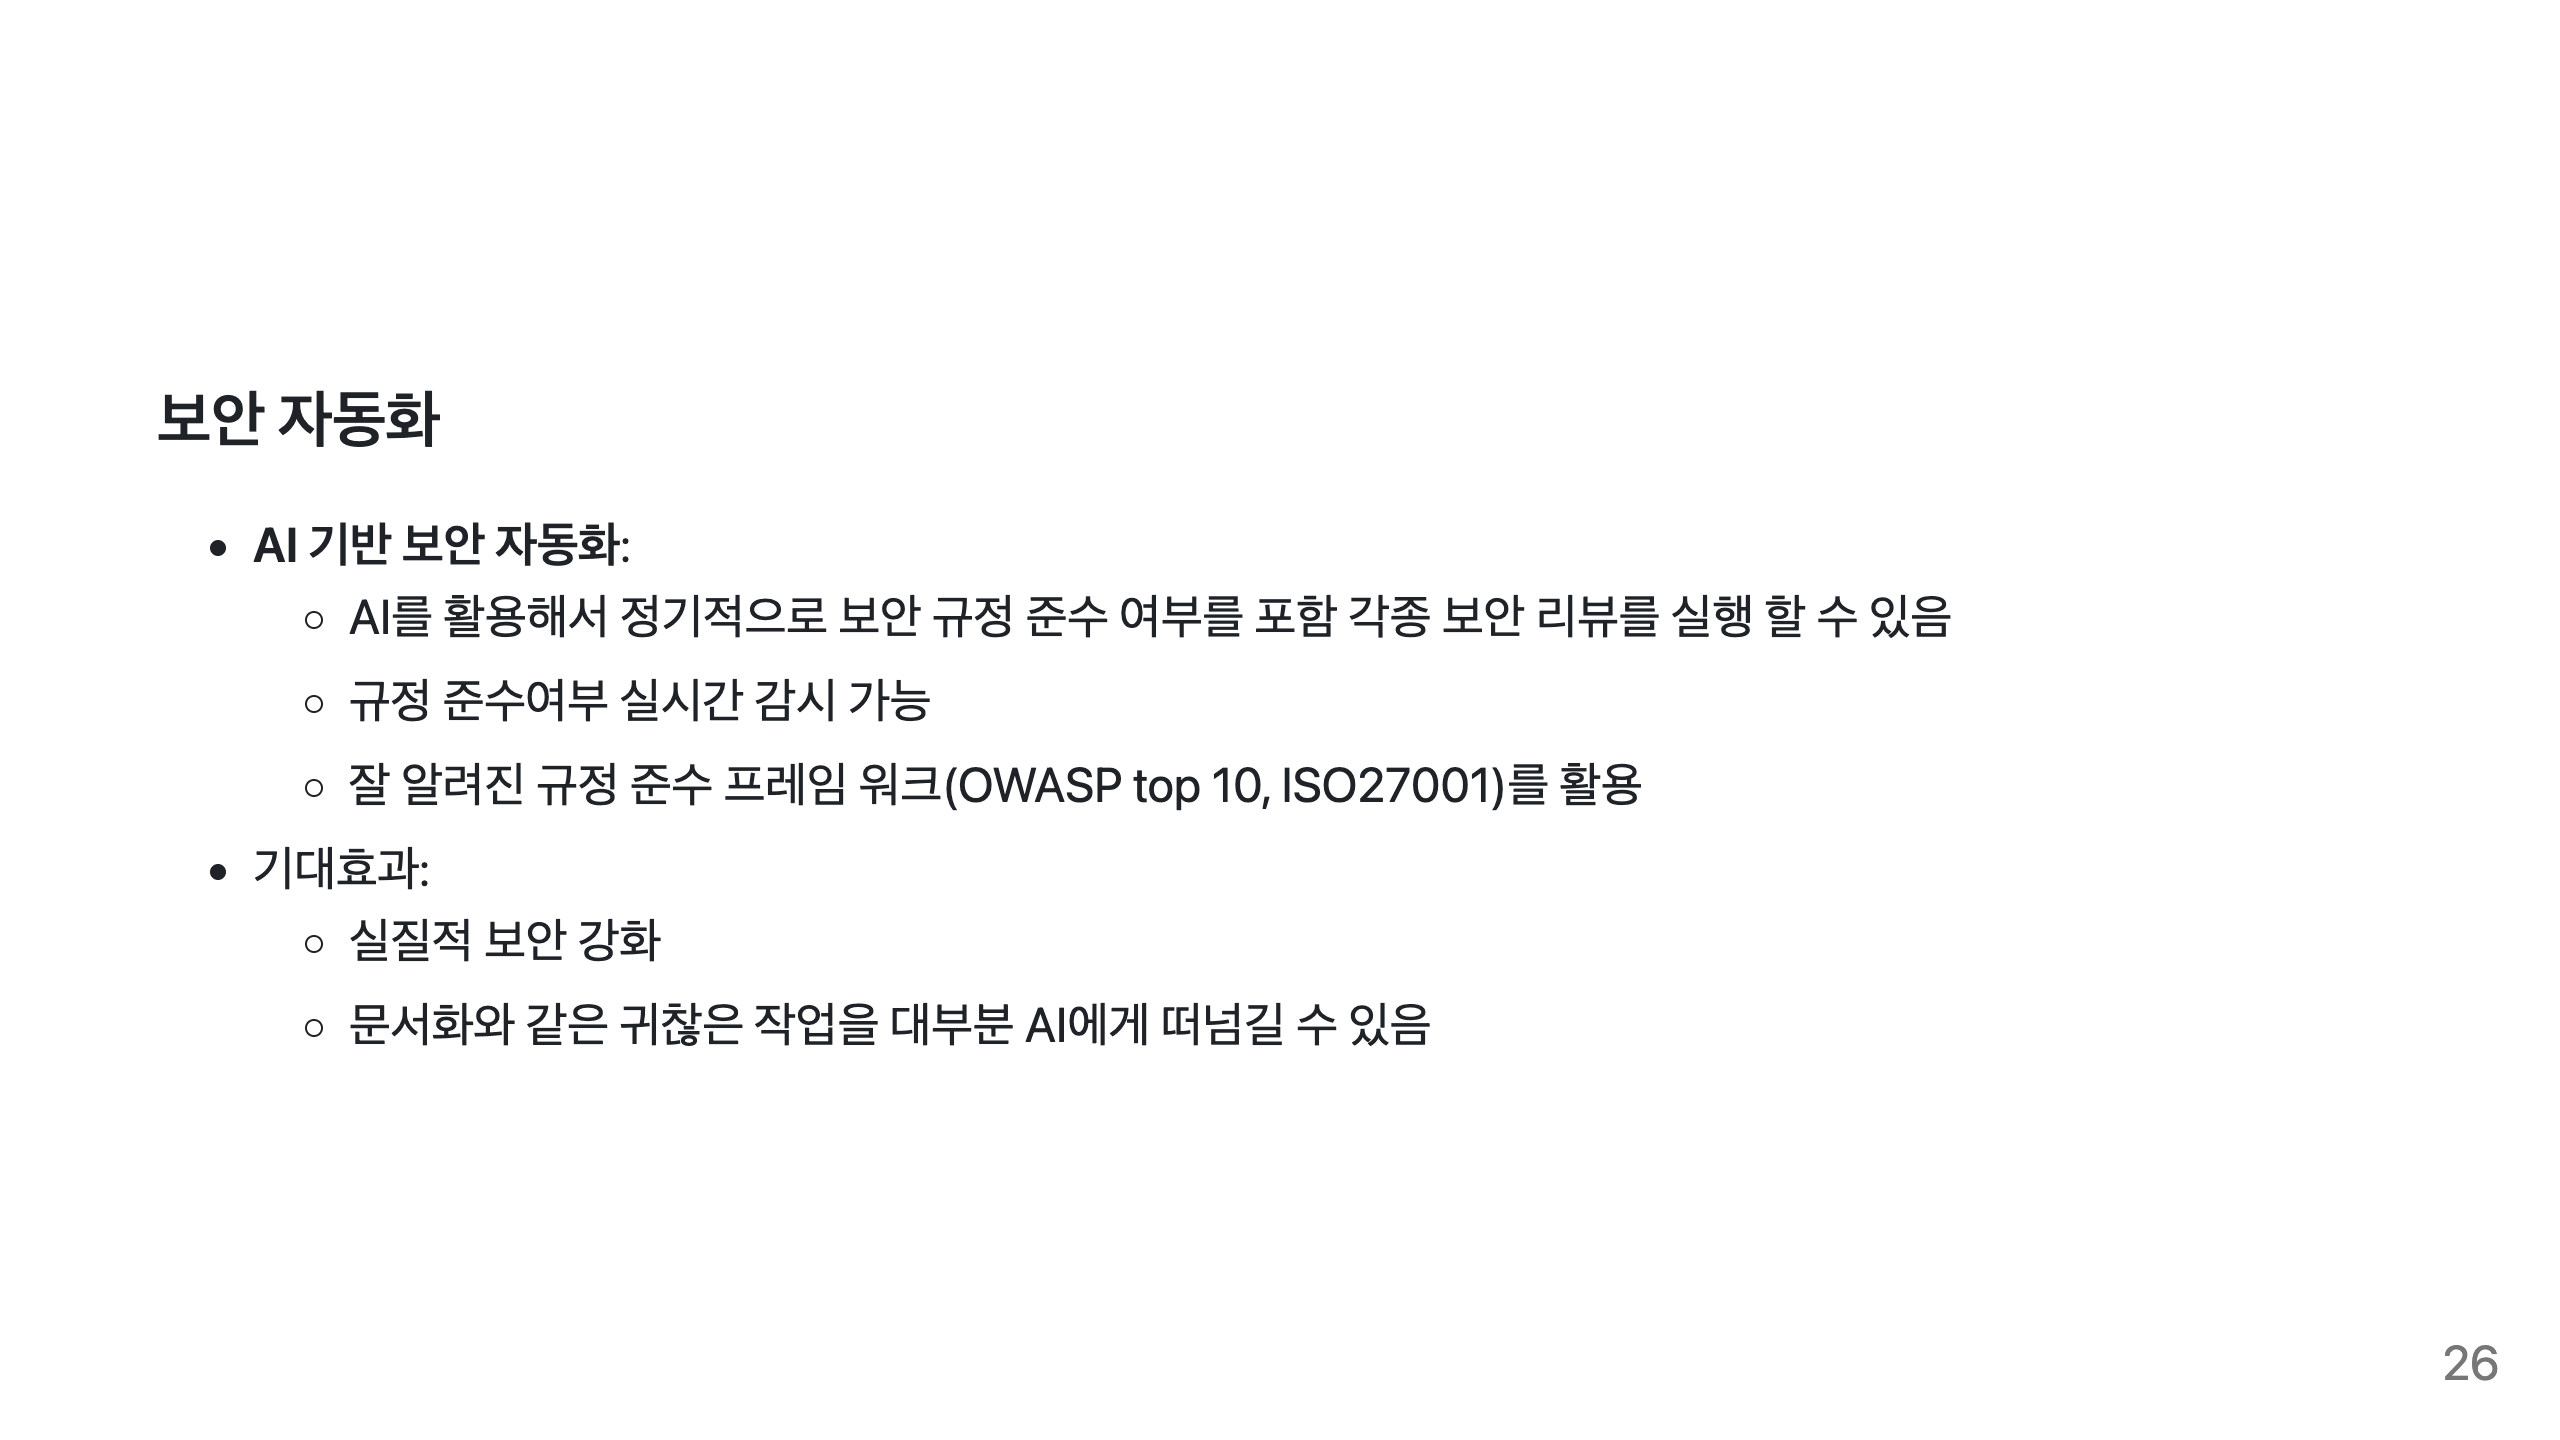 보안 자동화
• AI 기반 보안 자동화:
○ AI를 활용해서 정기적으로 보안 규정 준수 여부를 포함 각종 보안 리뷰를 실행 할 수 있음
○ 규정 준수여부 실시간 감시 가능
○ 잘 알려진 규정 준수 프레임 워크(OWASP top 10, ISO27001)를 활용
• 기대효과:
○ 실질적 보안 강화
○ 문서화와 같은 귀찮은 작업을 대부분 AI에게 떠넘길 수 있음
26